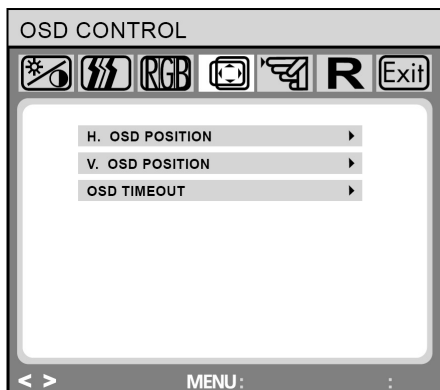 OSD CONTROL
RGB R Exit
H. OSD POSITION
V. OSD POSITION
OSD TIMEOUT
< > MENU : :